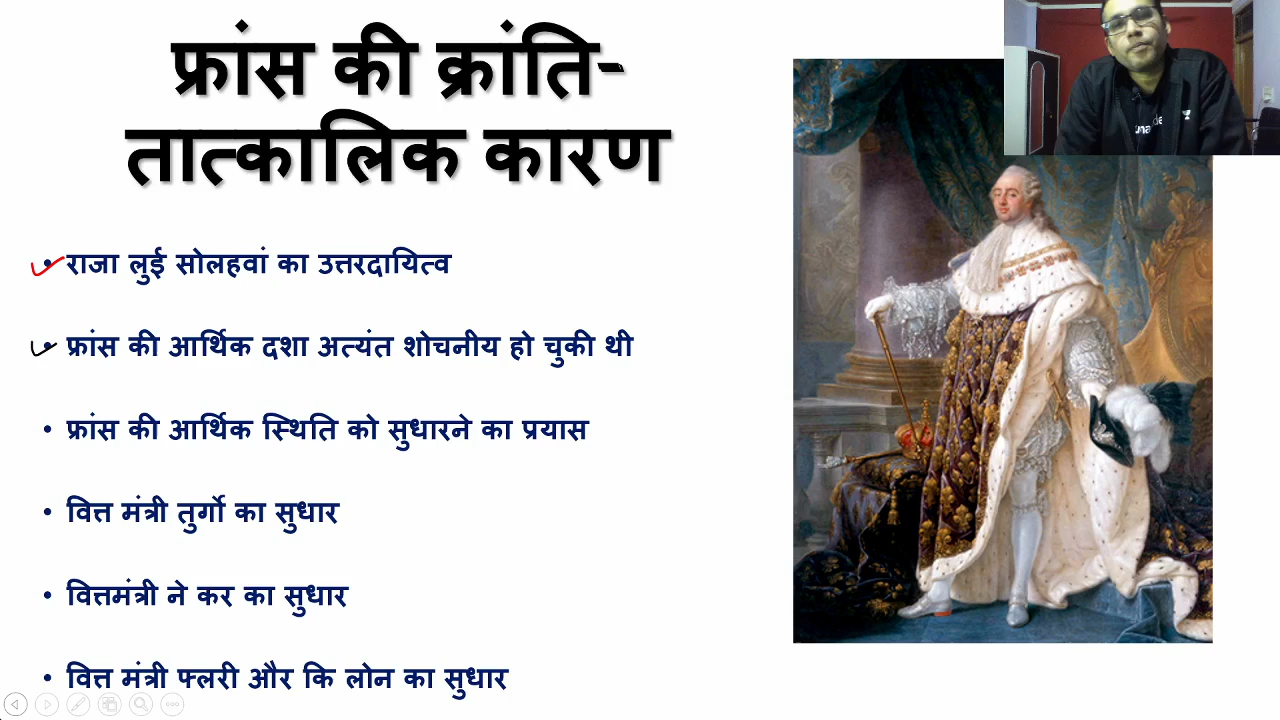 फ्रांस की क्रांति-
तात्कालिक कारण
• राजा लुई सोलहवां का उत्तरदायित्व
• फ्रांस की आर्थिक दशा अत्यंत शोचनीय हो चुकी थी
• फ्रांस की आर्थिक स्थिति को सुधारने का प्रयास
• वित्त मंत्री तुर्गो का सुधार
• वित्तमंत्री ने कर का सुधार
• वित्त मंत्री फ्लरी और कि लोन का सुधार